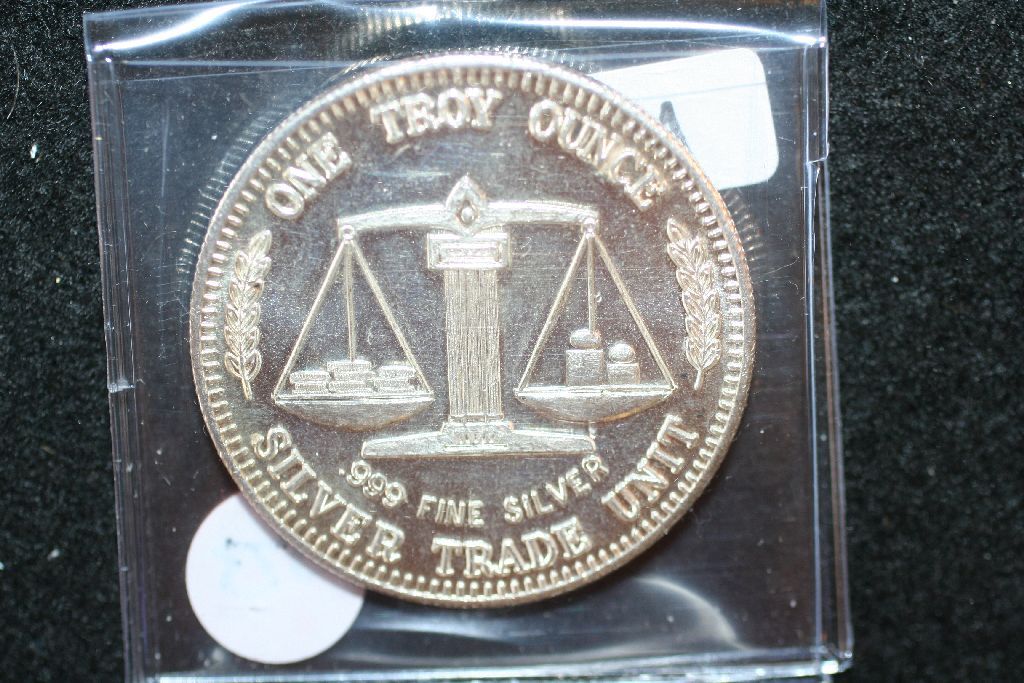 ONE TROY OUNCE
.999 FINE SILVER
SILVER TRADE UNIT